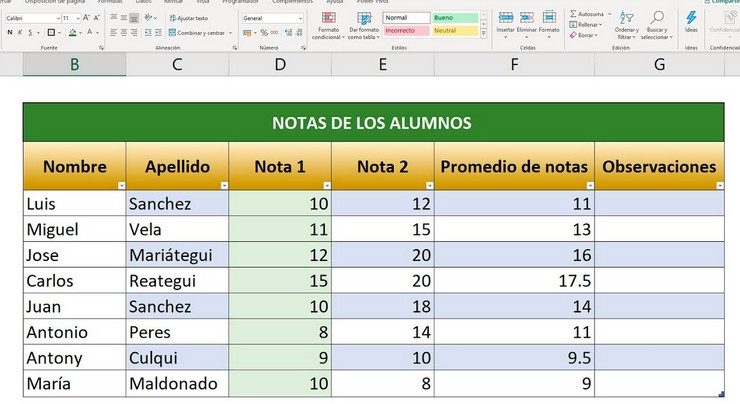 Disposición de página Fórmulas Datos Revisar Vista Programador Complementos Ayuda Power Pivot
Calibri 11 A A Ajustar texto General Normal Bueno Autosuma
N K S A Combinar y centrar % 000 Formato condicional Dar formato como tabla Incorrecto Neutral Insertar Eliminar Formato Rellenar Borrar Ordenar y filtrar Buscar y seleccionar Ideas
Fuente Alineación Número Estilos Celdas Edición Ideas
B C D E F G
NOTAS DE LOS ALUMNOS
Nombre Apellido Nota 1 Nota 2 Promedio de notas Observaciones
Luis Sanchez 10 12 11
Miguel Vela 11 15 13
Jose Mariátegui 12 20 16
Carlos Reategui 15 20 17.5
Juan Sanchez 10 18 14
Antonio Peres 8 14 11
Antony Culqui 9 10 9.5
María Maldonado 10 8 9